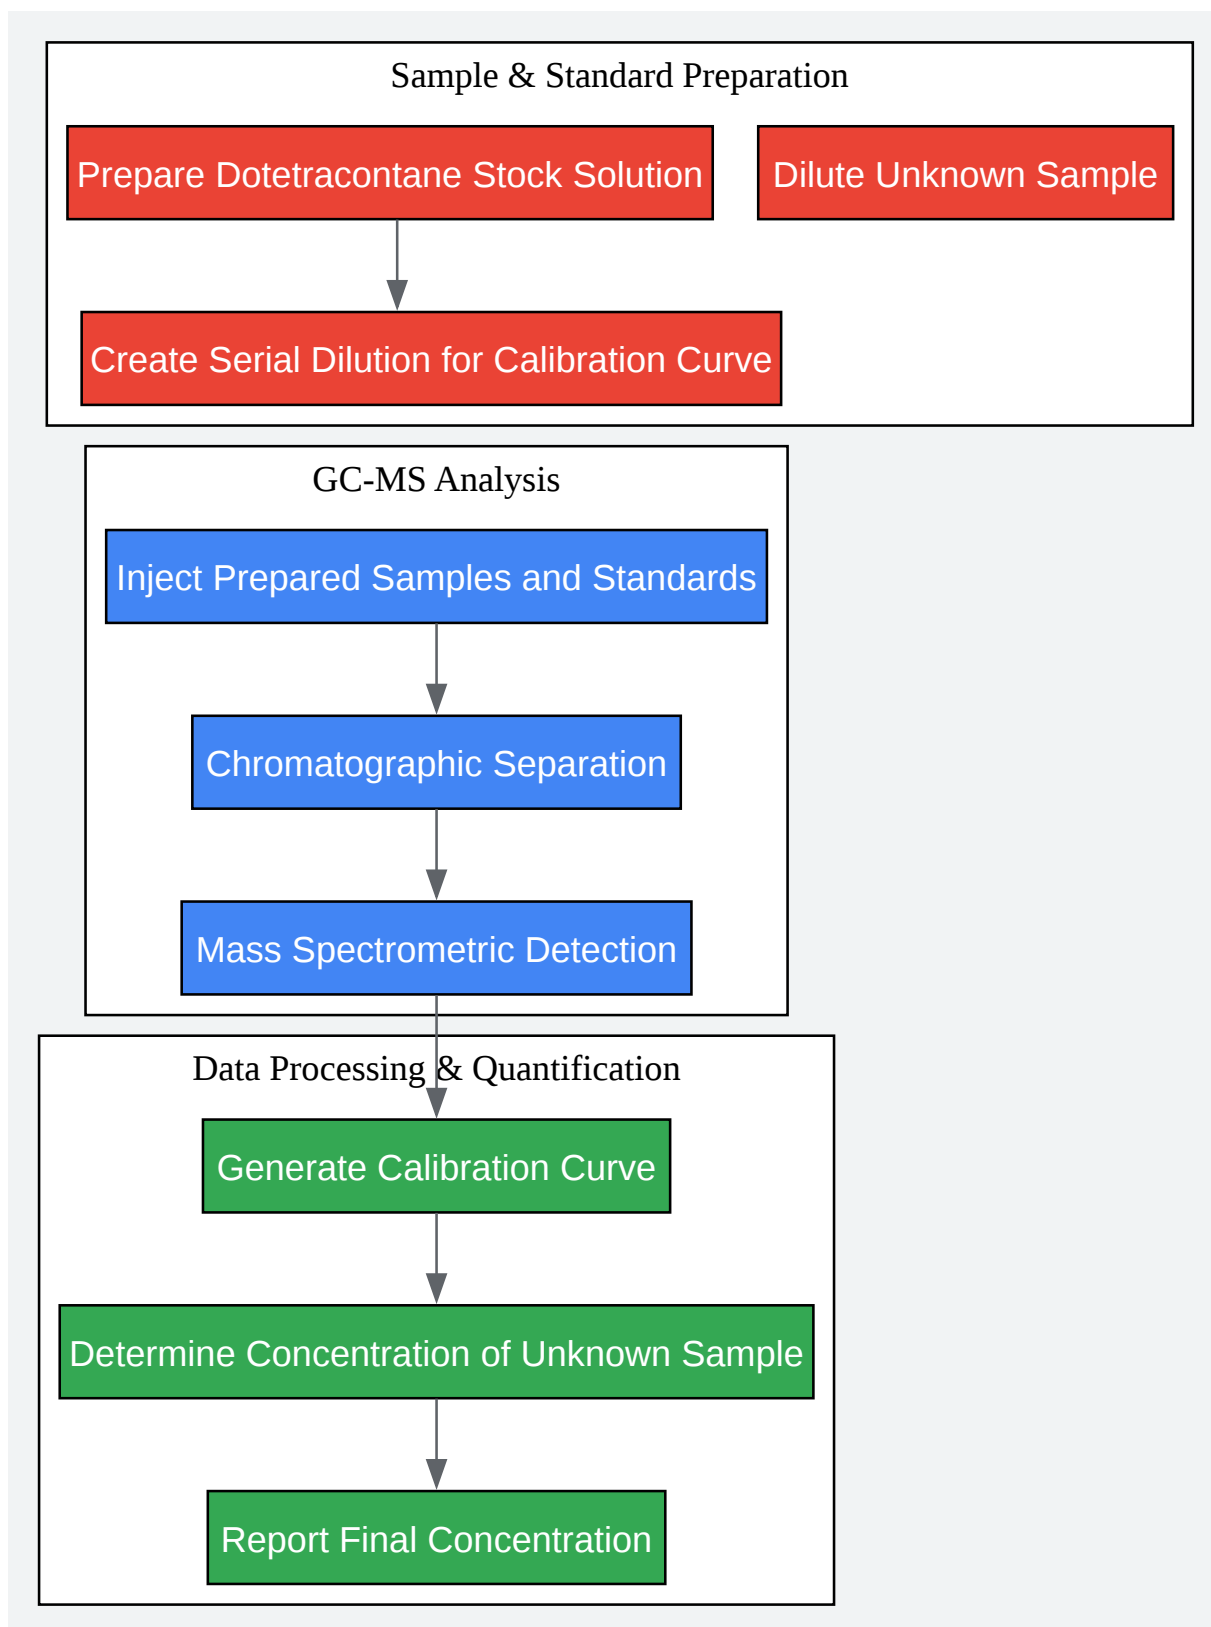 Sample & Standard Preparation
Prepare Dotetracontane Stock Solution
Dilute Unknown Sample
Create Serial Dilution for Calibration Curve
GC-MS Analysis
Inject Prepared Samples and Standards
Chromatographic Separation
Mass Spectrometric Detection
Data Processing & Quantification
Generate Calibration Curve
Determine Concentration of Unknown Sample
Report Final Concentration